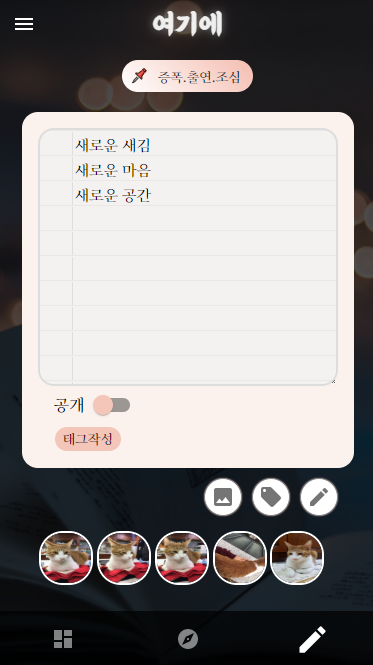 여기에
증폭.출연.조심
새로운 새김
새로운 마음
새로운 공간
공개
태그작성